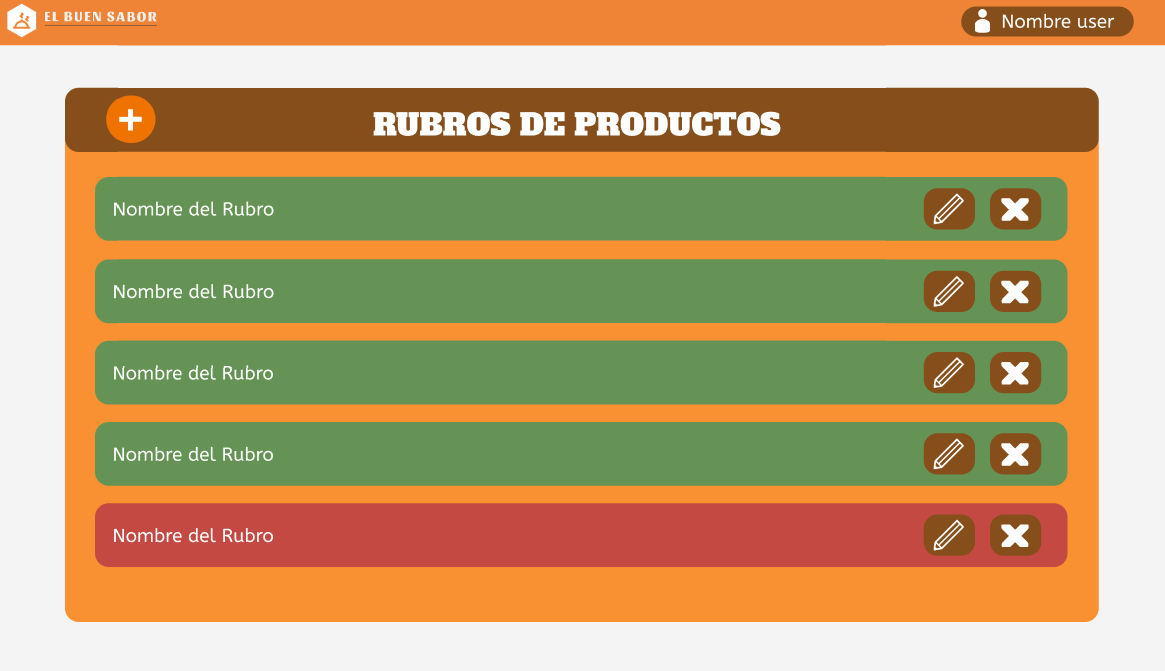 EL BUEN SABOR
Nombre user
RUBROS DE PRODUCTOS
Nombre del Rubro
Nombre del Rubro
Nombre del Rubro
Nombre del Rubro
Nombre del Rubro